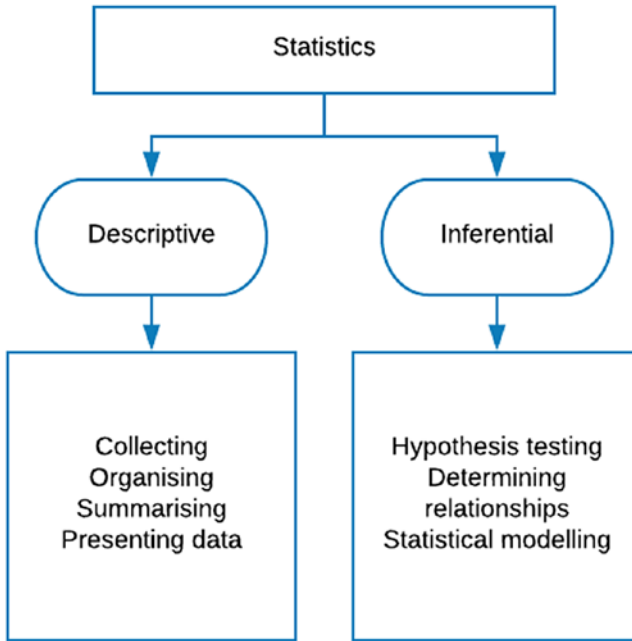 Statistics
Descriptive
Inferential
Collecting
Organising
Summarising
Presenting data
Hypothesis testing
Determining
relationships
Statistical modelling